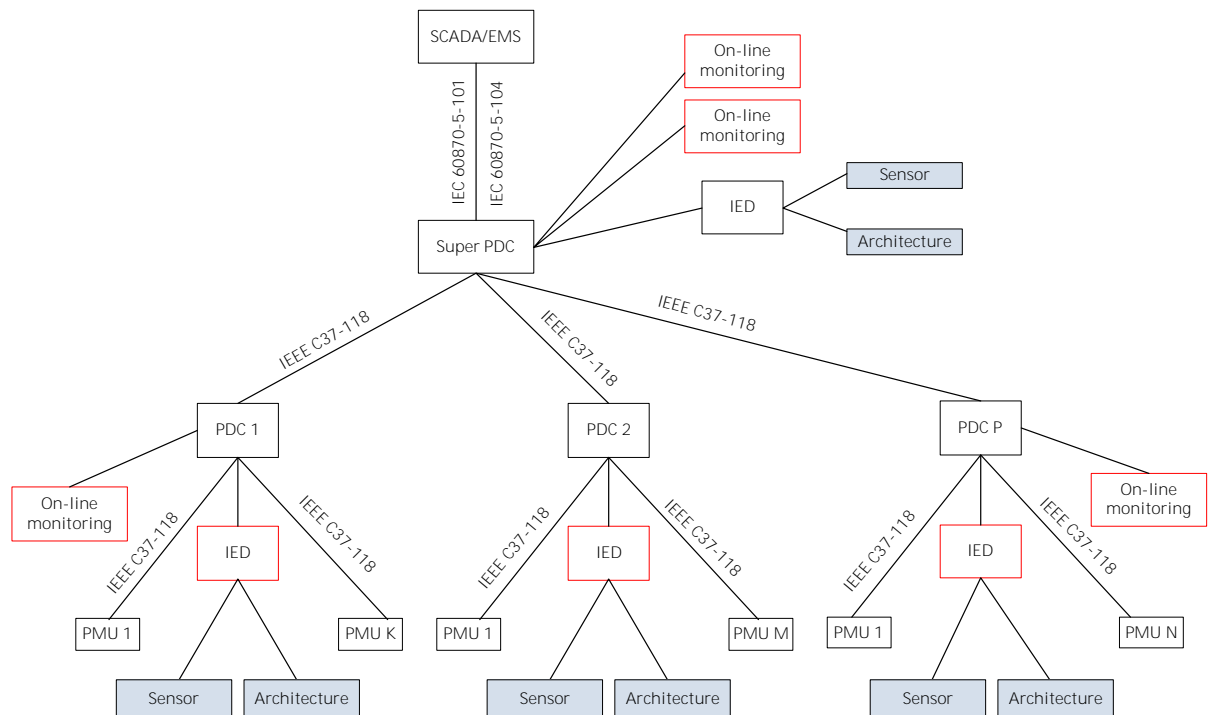 SCADA/EMS
On-line
monitoring
IEC 60870-5-101
IEC 60870-5-104
On-line
monitoring
Sensor
IED
Super PDC
Architecture
IEEE C37-118
IEEE C37-118
IEEE C37-118
PDC 1
PDC 2
PDC P
On-line
monitoring
On-line
monitoring
IEEE C37-118
IED
IEEE C37-118
IEEE C37-118
IED
IEEE C37-118
IEEE C37-118
IED
IEEE C37-118
PMU 1
PMU K
PMU 1
PMU M
PMU 1
PMU N
Sensor
Architecture
Sensor
Architecture
Sensor
Architecture